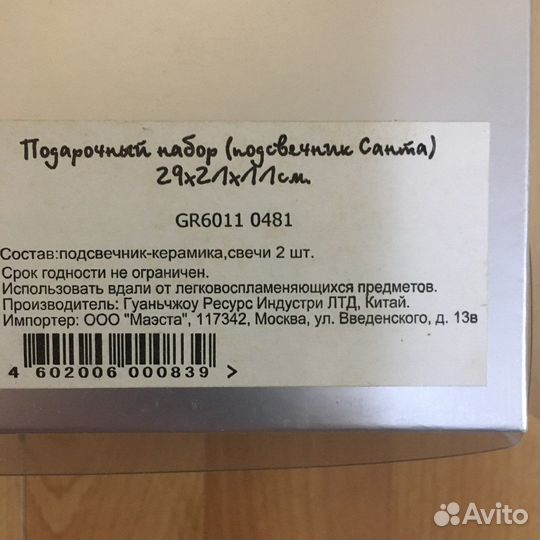 Подарочный набор (подсвечник Санта)
29x21x11см.
GR6011 0481
Состав:подсвечник-керамика,свечи 2 шт.
Срок годности не ограничен.
Использовать вдали от легковоспламеняющихся предметов.
Производитель: Гуаньчжоу Ресурс Индустри ЛТД, Китай.
Импортер: ООО "Маэста", 117342, Москва, ул. Введенского, д. 13в
4 602006 000839 >
Avito